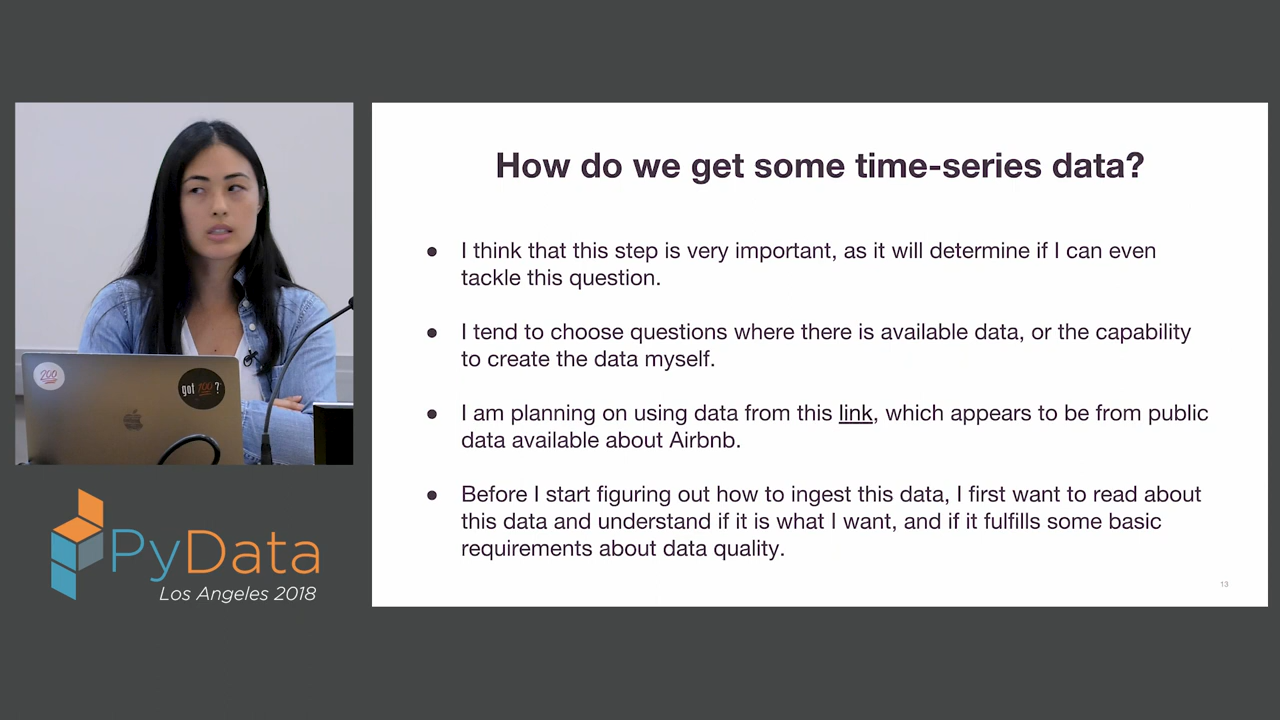 How do we get some time-series data?
● I think that this step is very important, as it will determine if I can even
tackle this question.
● I tend to choose questions where there is available data, or the capability
to create the data myself.
● I am planning on using data from this link, which appears to be from public
data available about Airbnb.
● Before I start figuring out how to ingest this data, I first want to read about
this data and understand if it is what I want, and if it fulfills some basic
requirements about data quality.
13
200
got 100 ?
PyData
Los Angeles 2018